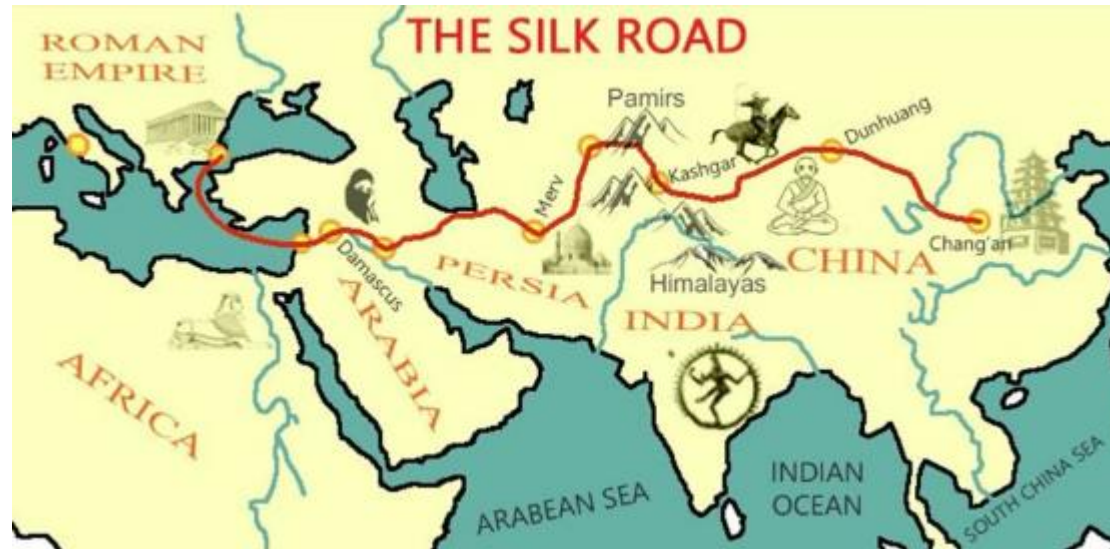 THE SILK ROAD
ROMAN
EMPIRE
Pamirs
Dunhuang
Kashgar
Merv
Chang'an
Damascus
PERSIA
CHINA
Himalayas
ARABIA
INDIA
AFRICA
INDIAN
OCEAN
ARABEAN SEA
SOUTH CHINA SEA